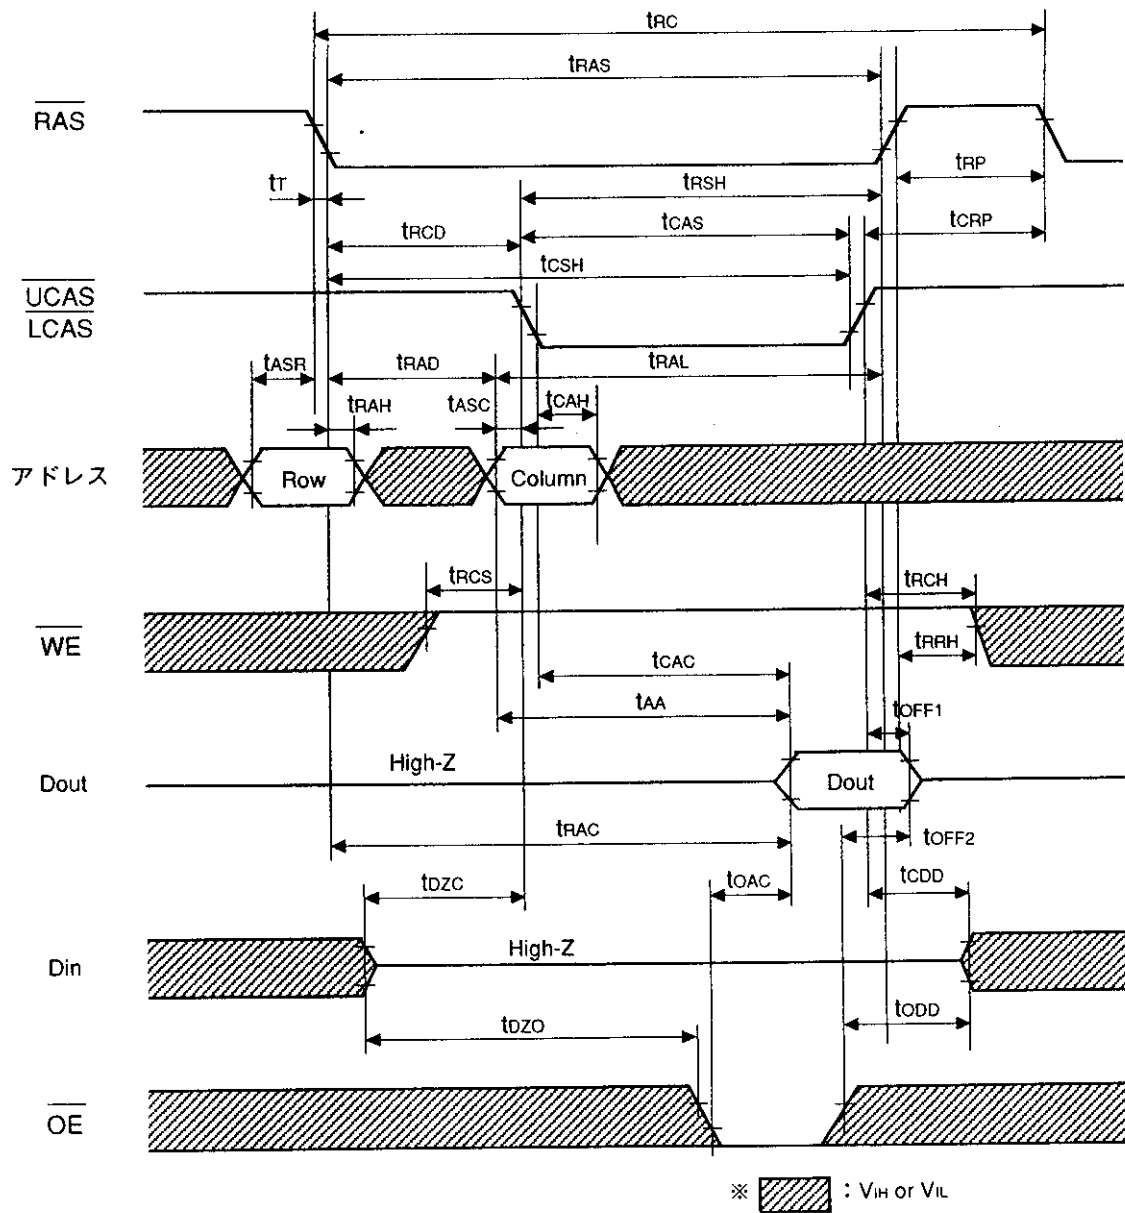 tRC
tRAS
RAS
tT
tRSH
tRP
tRCD
tCAS
tCRP
tCSH
UCAS
LCAS
tASR
tRAD
tRAL
tRAH
tASC
tCAH
アドレス
Row
Column
tRCS
tRCH
WE
tRRH
tCAC
tAA
tOFF1
High-Z
Dout
Dout
tRAC
tOFF2
tDZC
tOAC
tCDD
Din
High-Z
tDZO
tODD
OE
※ : VIH or VIL